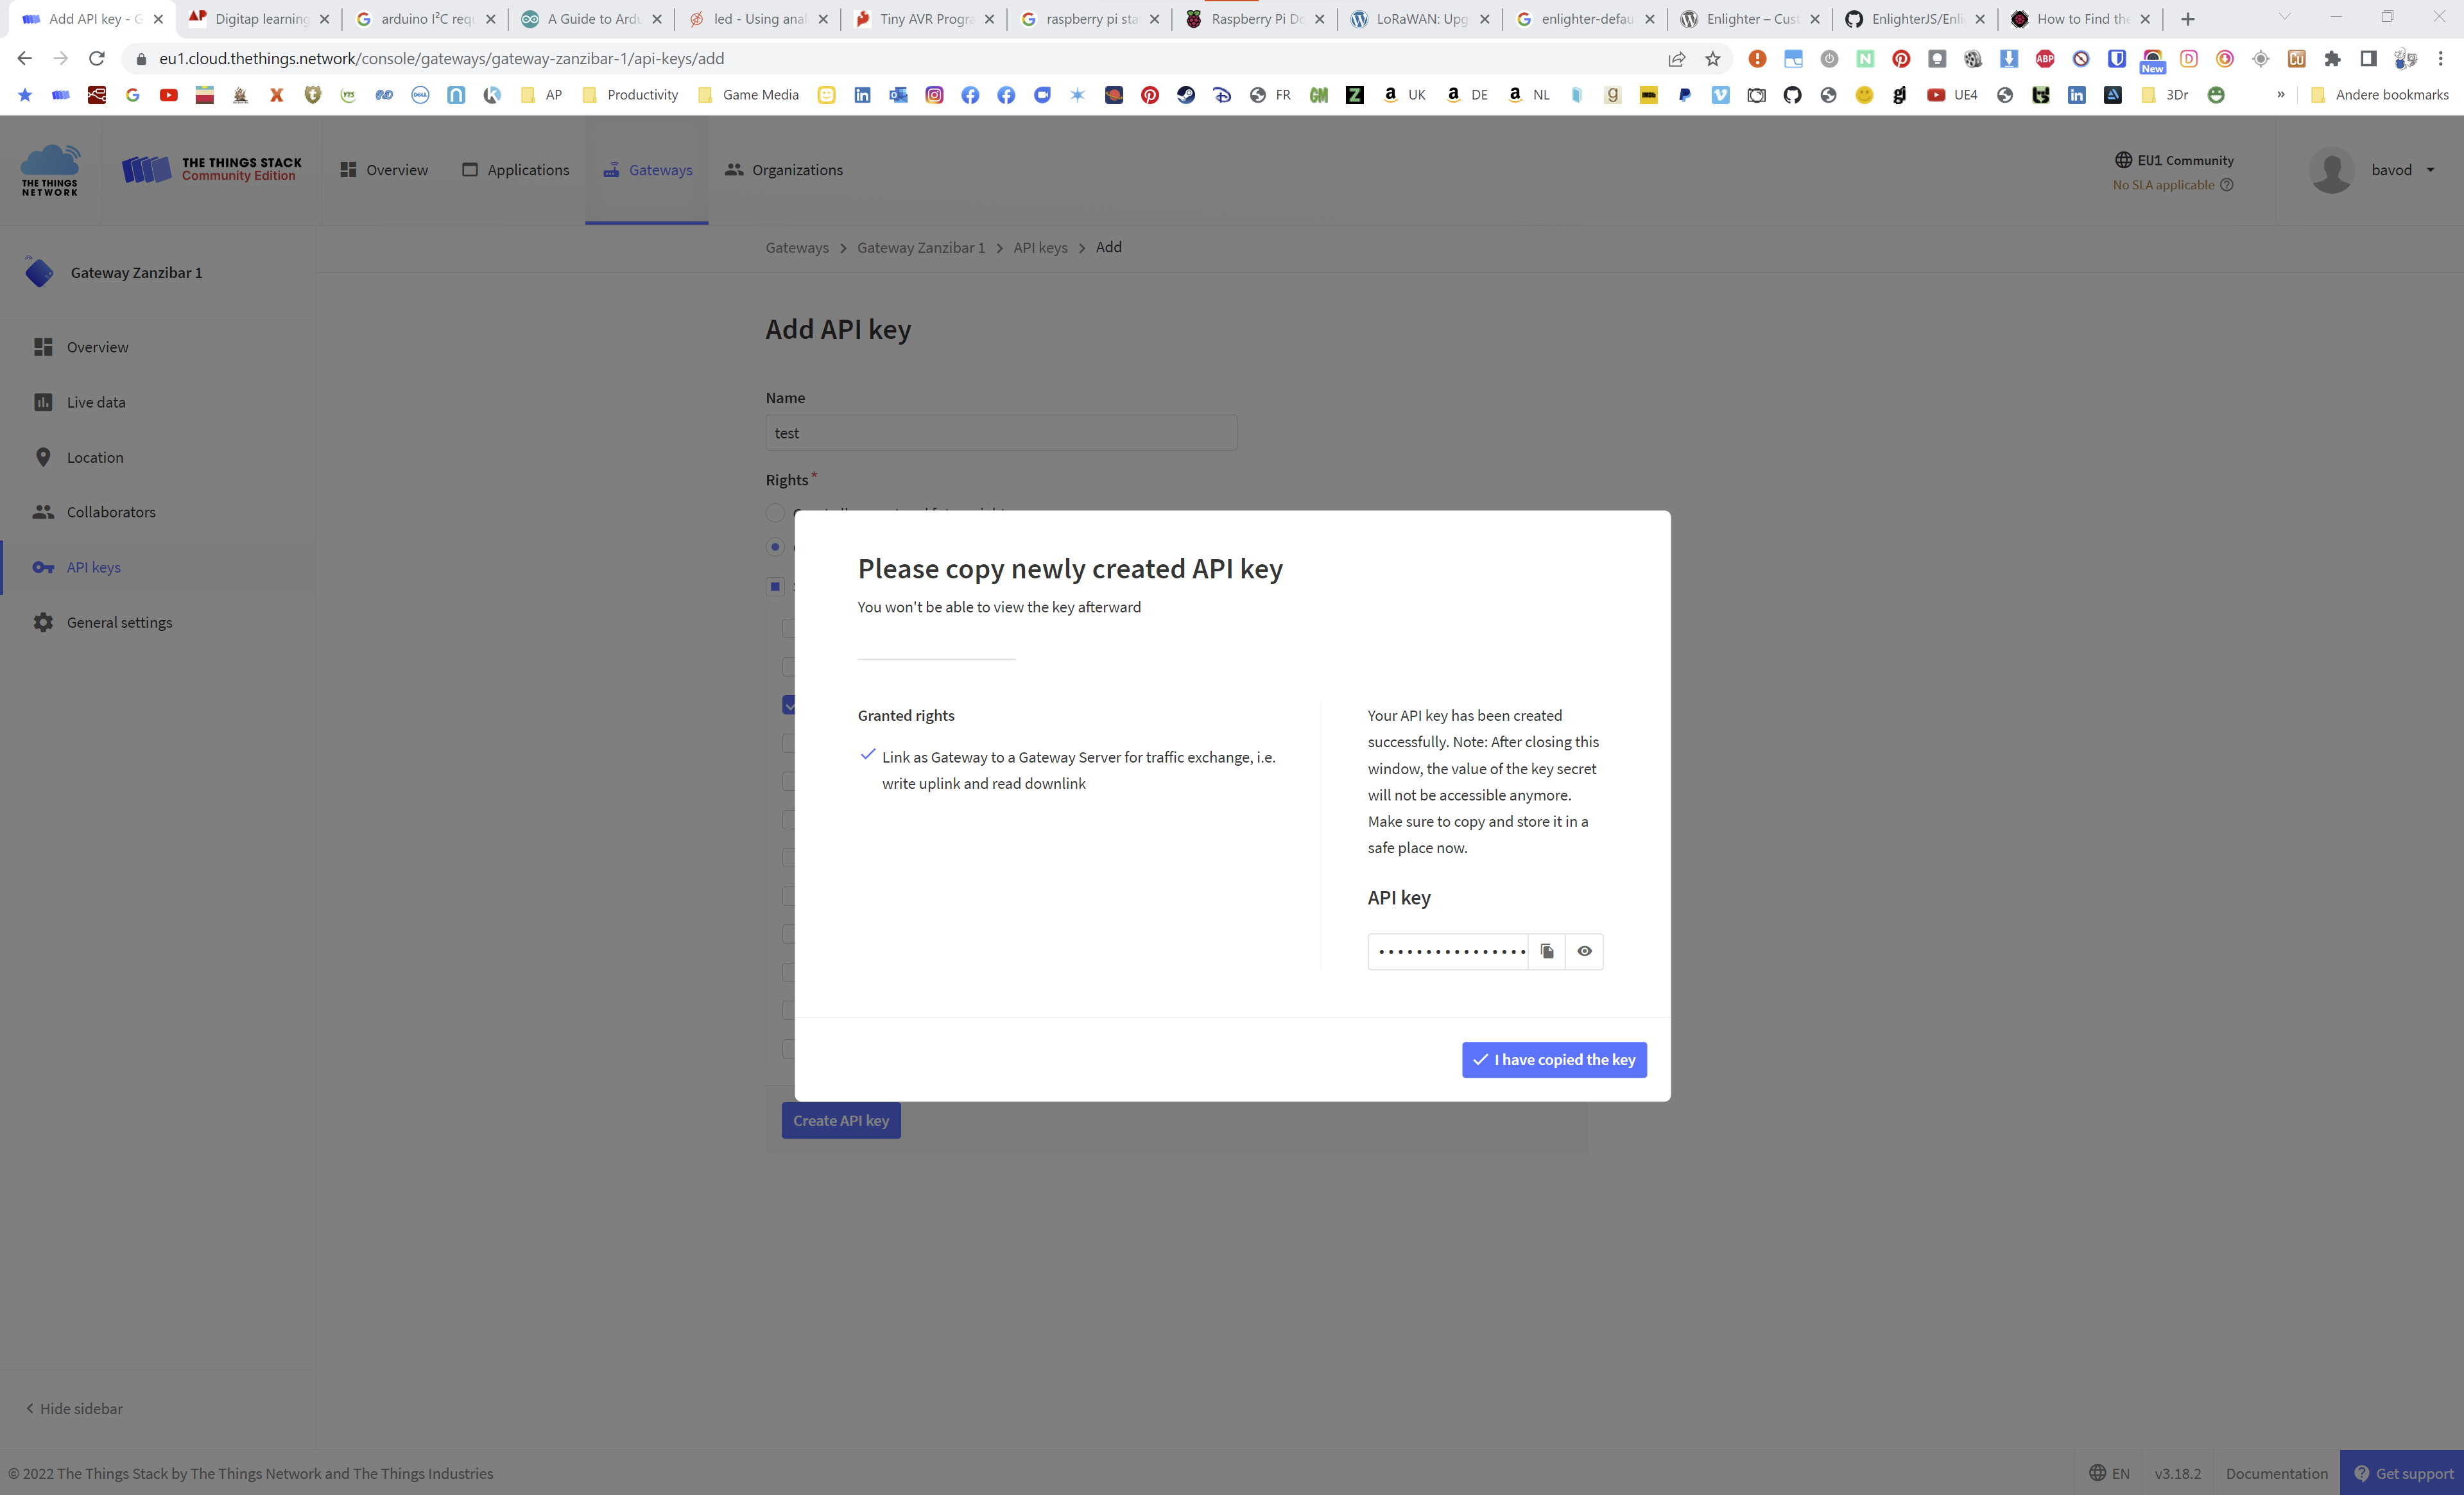 Add API key - G
Digitap learning
arduino I²C requ
A Guide to Ardu
led - Using anal
Tiny AVR Progra
raspberry pi sta
Raspberry Pi Do
LoRaWAN: Upg
enlighter-defau
Enlighter – Cust
EnlighterJS/Enli
How to Find the
eu1.cloud.thethings.network/console/gateways/gateway-zanzibar-1/api-keys/add
ABP
New
AP
Productivity
Game Media
FR
UK
DE
NL
UE4
3Dr
» Andere bookmarks
THE THINGS
NETWORK
THE THINGS STACK
Community Edition
Overview
Applications
Gateways
Organizations
EU1 Community
No SLA applicable
bavod
Gateways > Gateway Zanzibar 1 > API keys > Add
Gateway Zanzibar 1
Overview
Live data
Location
Collaborators
API keys
General settings
Add API key
Name
test
Rights *
Please copy newly created API key
You won't be able to view the key afterward
Granted rights
Link as Gateway to a Gateway Server for traffic exchange, i.e.
write uplink and read downlink
Your API key has been created
successfully. Note: After closing this
window, the value of the key secret
will not be accessible anymore.
Make sure to copy and store it in a
safe place now.
API key
I have copied the key
Create API key
Hide sidebar
© 2022 The Things Stack by The Things Network and The Things Industries
EN
v3.18.2
Documentation
Get support